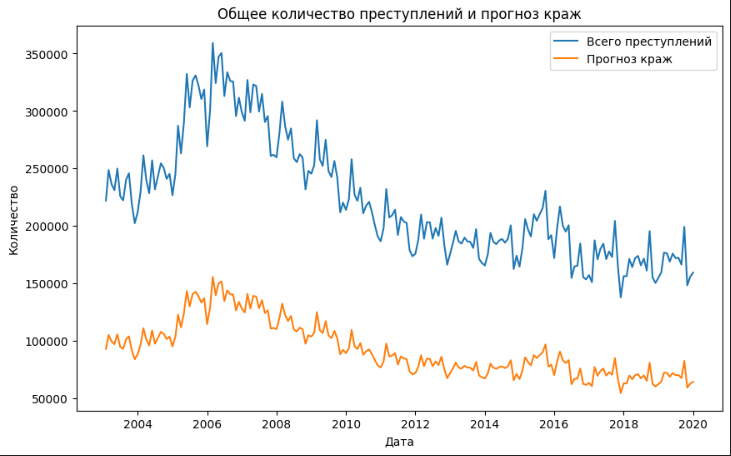 Общее количество преступлений и прогноз краж
Всего преступлений
Прогноз краж
350000
300000
250000
200000
150000
100000
50000
Количество
2004 2006 2008 2010 2012 2014 2016 2018 2020
Дата